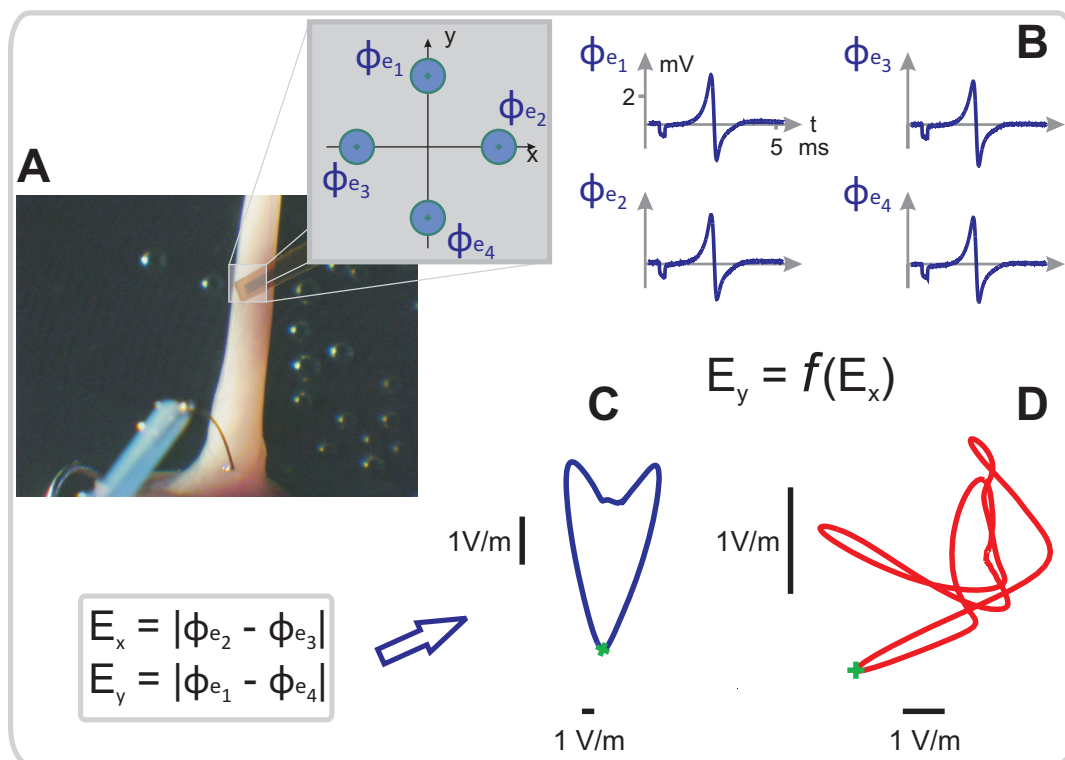 A
y
x
ϕe1
ϕe2
ϕe3
ϕe4
B
ϕe1
mV
2
t
5 ms
ϕe3
ϕe2
ϕe4
Ey = f(Ex)
C
D
1V/m
1 V/m
1V/m
1 V/m
Ex = |ϕe2 - ϕe3|
Ey = |ϕe1 - ϕe4|